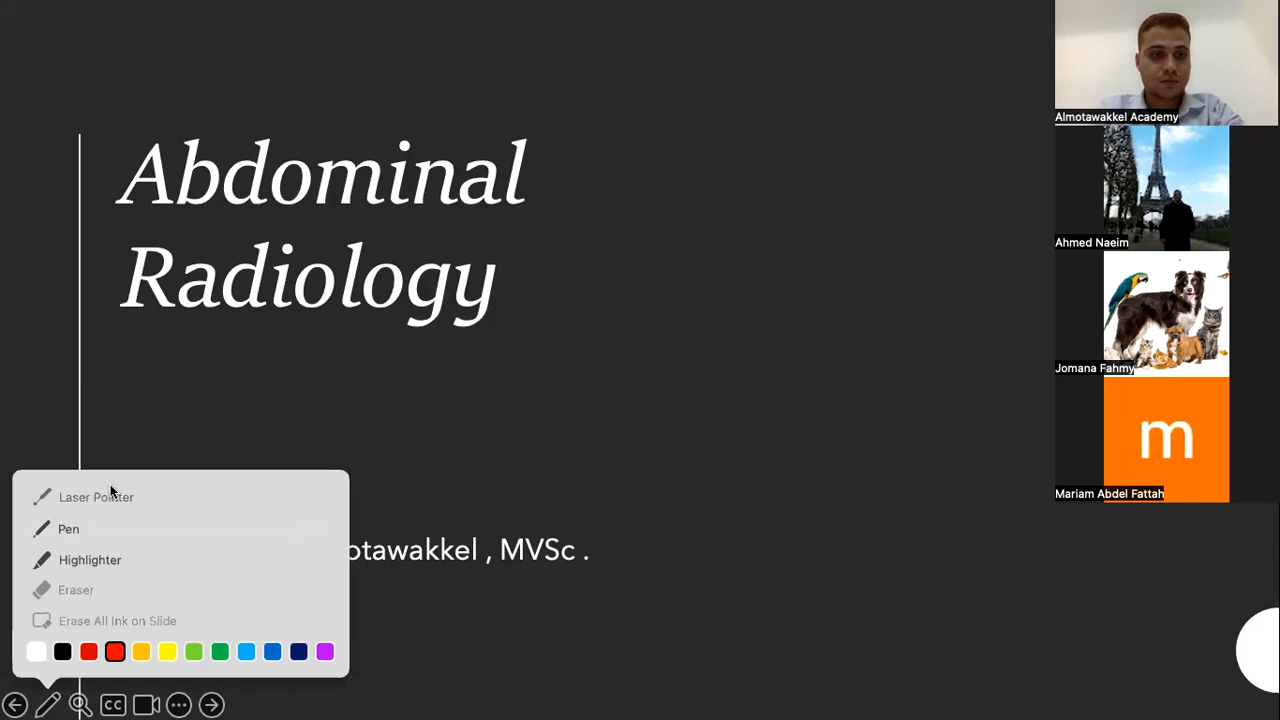 Abdominal
Radiology
otawakkel , MVSc .
Laser Pointer
Pen
Highlighter
Eraser
Erase All Ink on Slide
CC
Almotawakkel Academy
Ahmed Naeim
Jomana Fahmy
m
Mariam Abdel Fattah